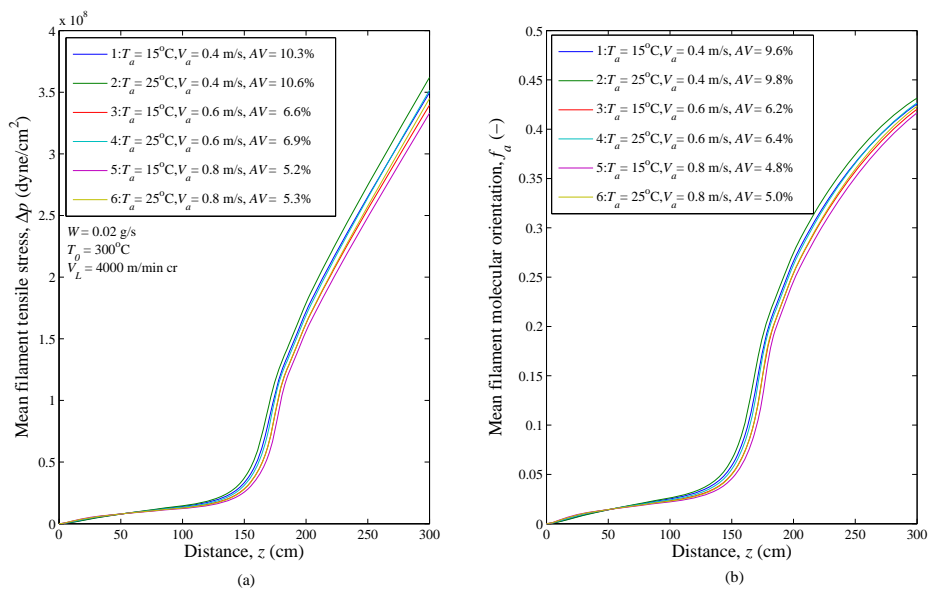 x 10^8
4
3.5
3
2.5
2
1.5
1
0.5
0
0 50 100 150 200 250 300
Mean filament tensile stress, Δp (dyne/cm^2)
Distance, z (cm)
1:T_a = 15°C,V_a = 0.4 m/s, AV = 10.3%
2:T_a = 25°C,V_a = 0.4 m/s, AV = 10.6%
3:T_a = 15°C,V_a = 0.6 m/s, AV = 6.6%
4:T_a = 25°C,V_a = 0.6 m/s, AV = 6.9%
5:T_a = 15°C,V_a = 0.8 m/s, AV = 5.2%
6:T_a = 25°C,V_a = 0.8 m/s, AV = 5.3%
W = 0.02 g/s
T_0 = 300°C
V_L = 4000 m/min cr
(a)
0.5
0.45
0.4
0.35
0.3
0.25
0.2
0.15
0.1
0.05
0
0 50 100 150 200 250 300
Mean filament molecular orientation, f_a (−)
Distance, z (cm)
1:T_a = 15°C,V_a = 0.4 m/s, AV = 9.6%
2:T_a = 25°C,V_a = 0.4 m/s, AV = 9.8%
3:T_a = 15°C,V_a = 0.6 m/s, AV = 6.2%
4:T_a = 25°C,V_a = 0.6 m/s, AV = 6.4%
5:T_a = 15°C,V_a = 0.8 m/s, AV = 4.8%
6:T_a = 25°C,V_a = 0.8 m/s, AV = 5.0%
(b)